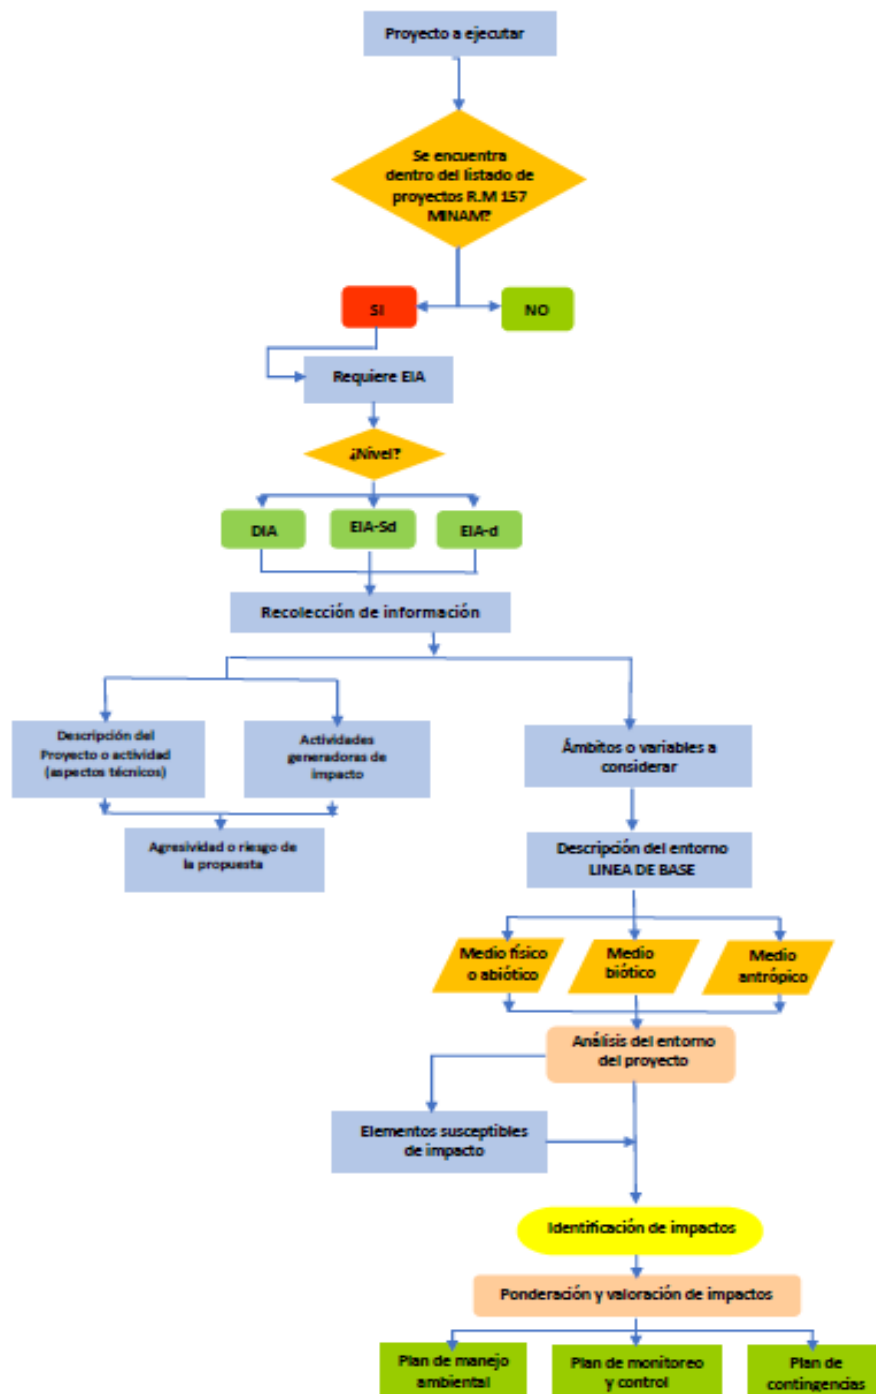 Proyecto a ejecutar
Se encuentra
dentro del listado de
proyectos R.M 157
MINAM?
SI
NO
Requiere EIA
¿Nivel?
DIA
EIA-Sd
EIA-d
Recolección de información
Descripción del
Proyecto o actividad
(aspectos técnicos)
Actividades
generadoras de
impacto
Ámbitos o variables a
considerar
Agresividad o riesgo de
la propuesta
Descripción del entorno
LINEA DE BASE
Medio físico
o abiótico
Medio
biótico
Medio
antrópico
Análisis del entorno
del proyecto
Elementos susceptibles
de impacto
Identificación de impactos
Ponderación y valoración de impactos
Plan de manejo
ambiental
Plan de monitoreo
y control
Plan de
contingencias